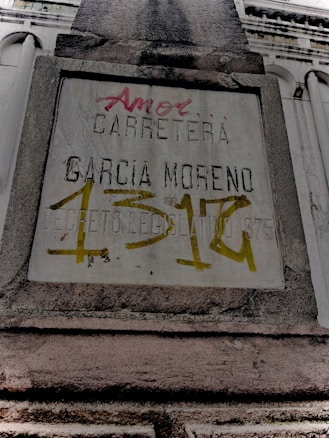 Amor...
CARRETERA
GARCIA MORENO
DECRETO LEGISLATIVO 1875
1312